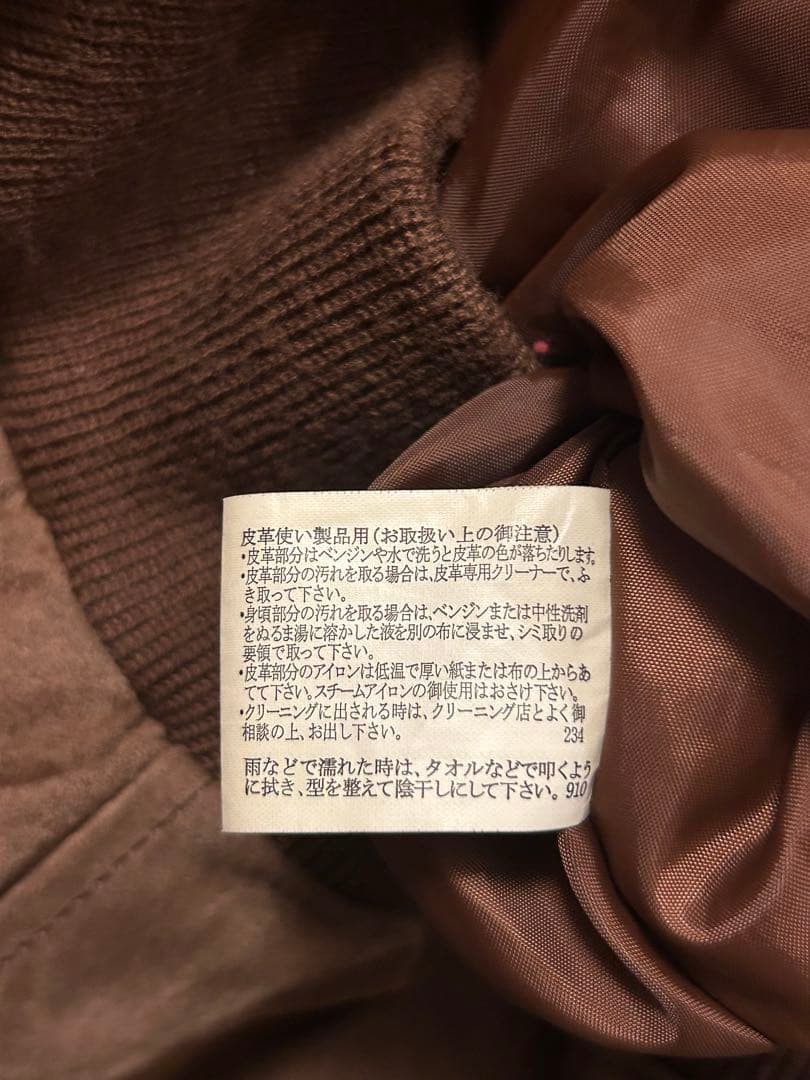 皮革使い製品用(お取扱い上の御注意)
・皮革部分はベンジンや水で洗うと皮革の色が落ちたりします。
・皮革部分の汚れを取る場合は、皮革専用クリーナーで、ふ
き取って下さい。
・身頃部分の汚れを取る場合は、ベンジンまたは中性洗剤
をぬるま湯に溶かした液を別の布に浸ませ、シミ取りの
要領で取って下さい。
・皮革部分のアイロンは低温で厚い紙または布の上からあ
てて下さい。スチームアイロンの御使用はおさけ下さい。
・クリーニングに出される時は、クリーニング店とよく御
相談の上、お出し下さい。 234
雨などで濡れた時は、タオルなどで叩くよう
に拭き、型を整えて陰干しにして下さい。910